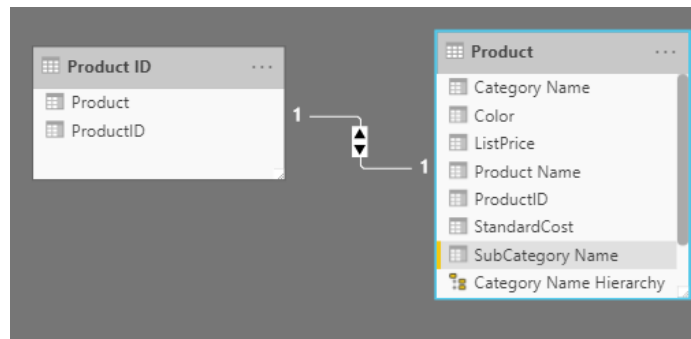 Product ID
Product
ProductID
1
1
Product
Category Name
Color
ListPrice
Product Name
ProductID
StandardCost
SubCategory Name
Category Name Hierarchy